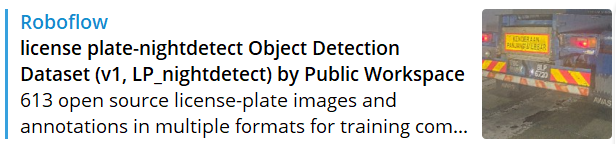 Roboflow
license plate-nightdetect Object Detection
Dataset (v1, LP_nightdetect) by Public Workspace
613 open source license-plate images and
annotations in multiple formats for training com...